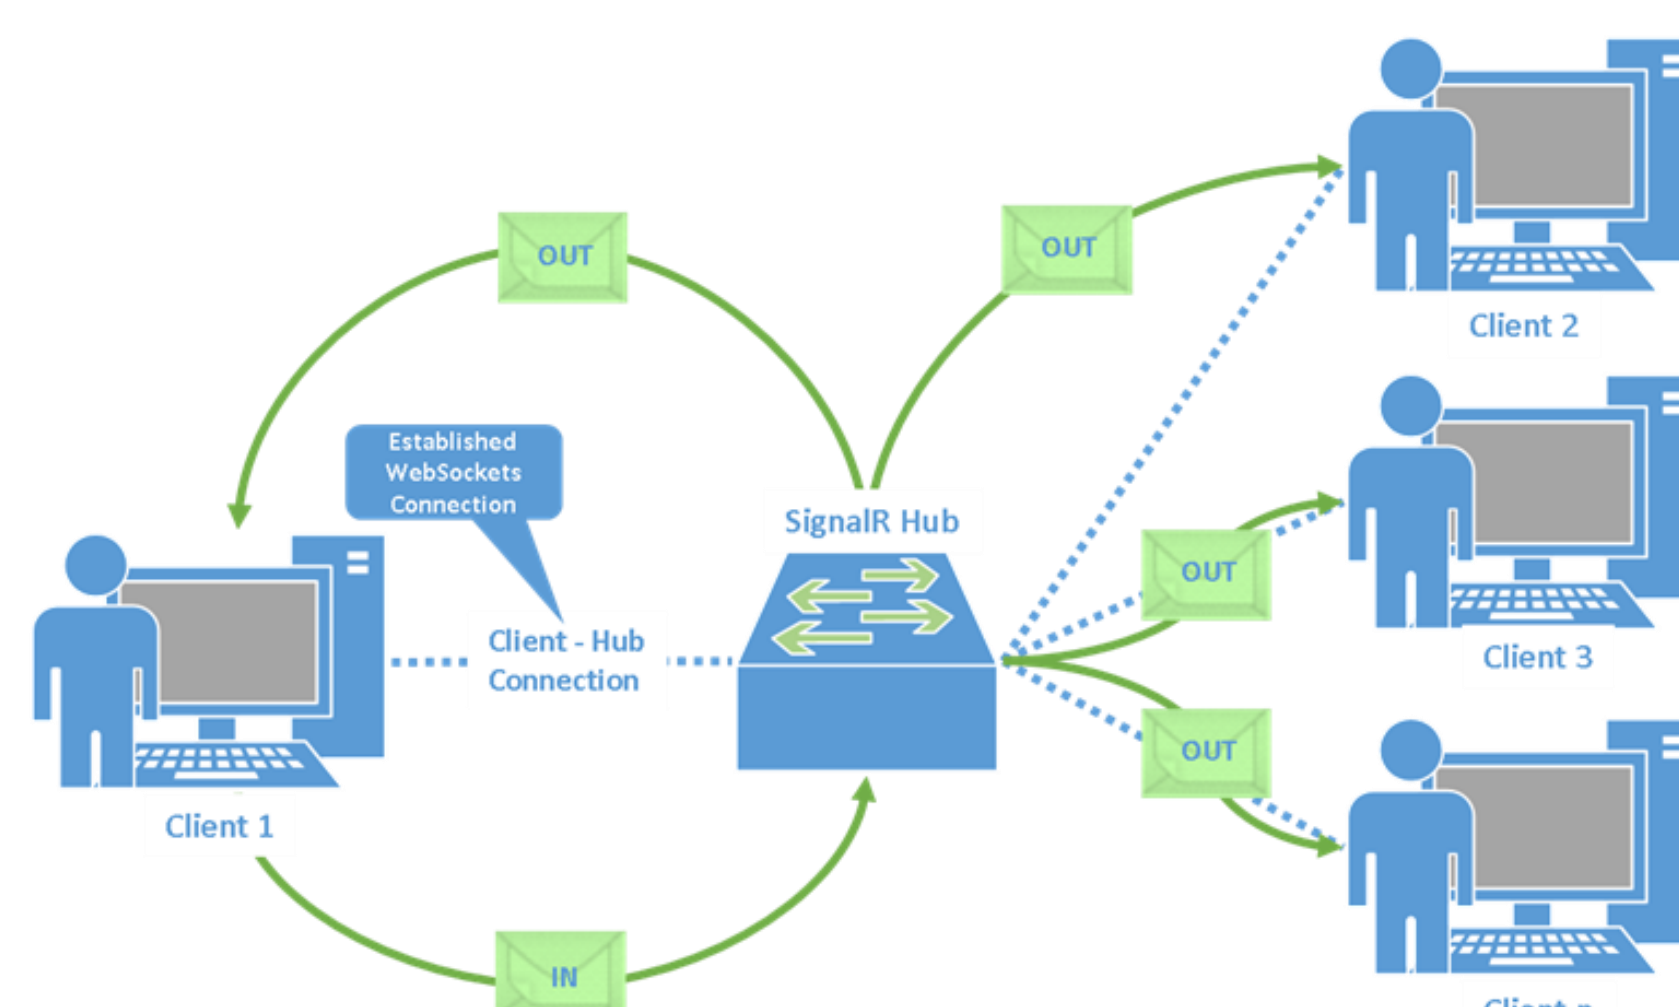 OUT
OUT
Client 2
Established
WebSockets
Connection
SignalR Hub
OUT
Client - Hub
Connection
Client 3
OUT
Client 1
IN
Client n